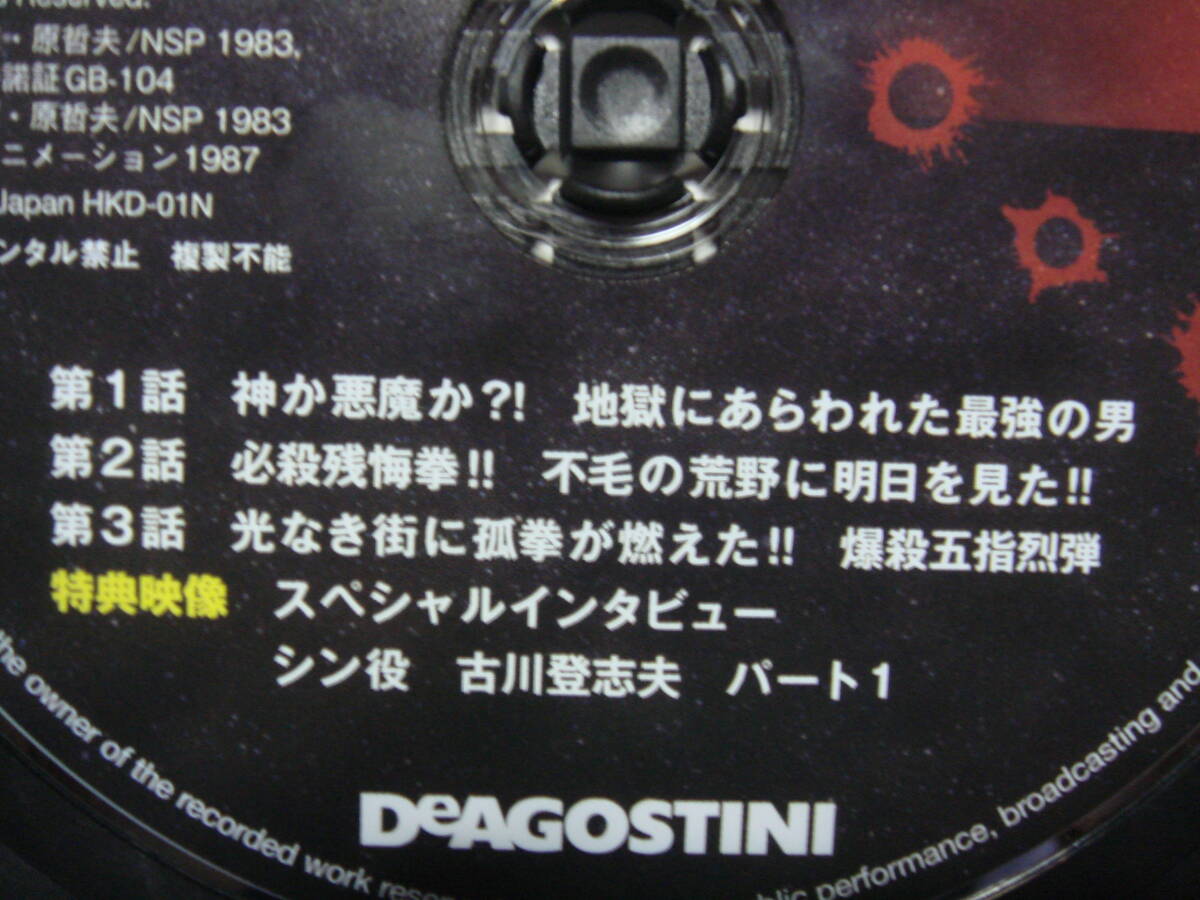 Reserved.
原哲夫/NSP 1983,
諾証GB-104
・原哲夫/NSP 1983
ニメーション1987
Japan HKD-01N
ンタル禁止 複製不能
第1話 神か悪魔か?! 地獄にあらわれた最強の男
第2話 必殺残悔拳!! 不毛の荒野に明日を見た!!
第3話 光なき街に孤拳が燃えた!! 爆殺五指烈弾
特典映像 スペシャルインタビュー
シン役 古川登志夫 パート1
DeAGOSTINI
the owner of the recorded work rese
blic performance, broadcasting and